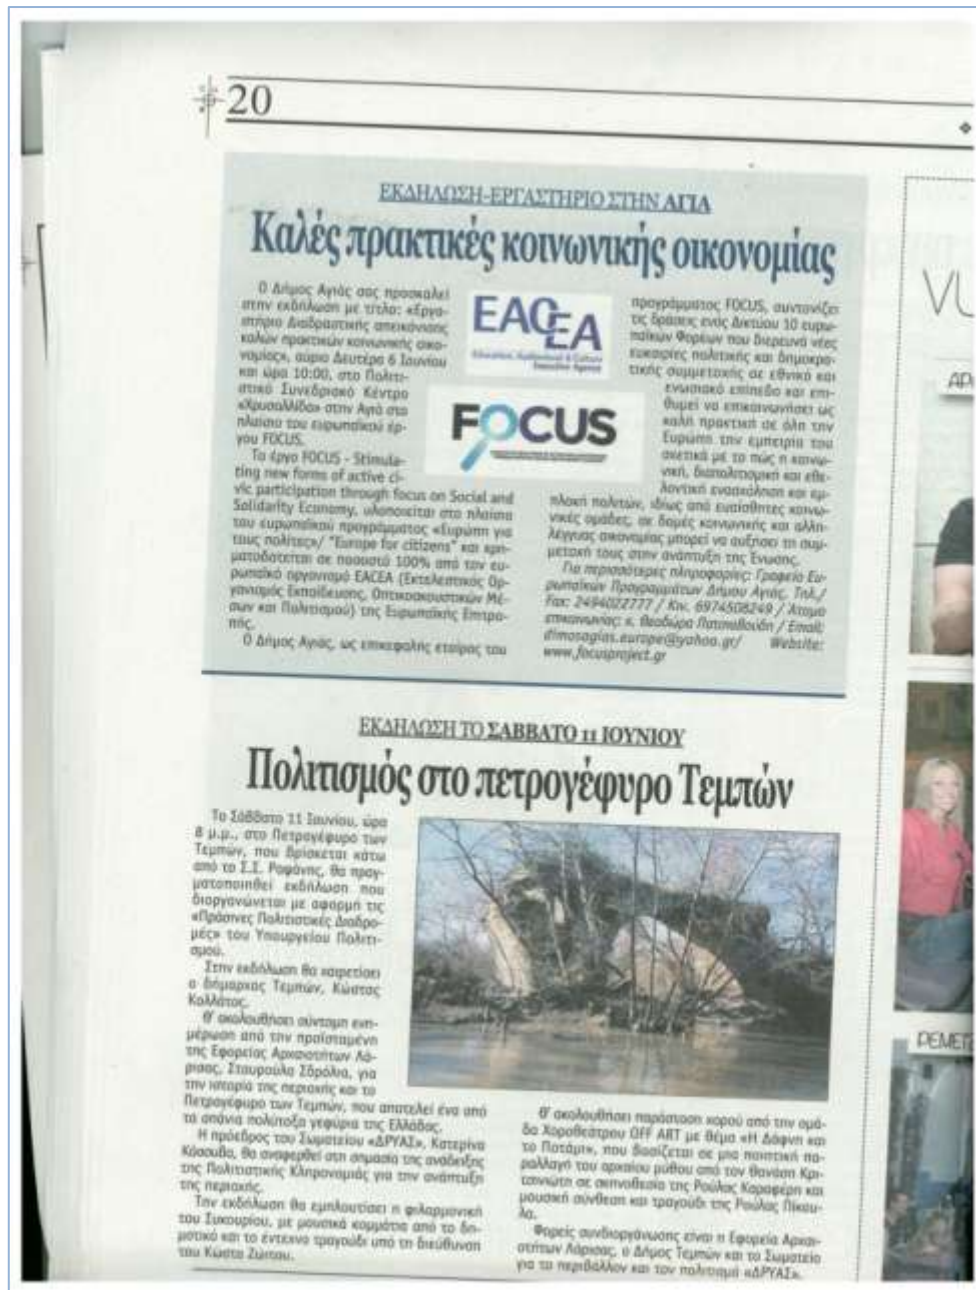 20
ΕΚΔΗΛΩΣΗ-ΕΡΓΑΣΤΗΡΙΟ ΣΤΗΝ ΑΓΙΑ
Καλές πρακτικές κοινωνικής οικονομίας
Ο Δήμος Αγιάς σας προσκαλεί
στην εκδήλωση με τίτλο: «Εργα-
στήριο Διαδραστικής απεικόνισης
καλών πρακτικών κοινωνικής οικο-
νομίας», αύριο Δευτέρα 6 Ιουνίου
και ώρα 10:00, στο Πολιτι-
στικό Συνεδριακό Κέντρο
«Χρυσαλλίδα» στην Αγιά στο
πλαίσιο του ευρωπαϊκού έρ-
γου FOCUS.
Το έργο FOCUS - Stimula-
ting new forms of active ci-
vic participation through focus on Social and
Solidarity Economy, υλοποιείται στο πλαίσιο
του ευρωπαϊκού προγράμματος «Ευρώπη για
τους πολίτες»/ "Europe for citizens" και χρη-
ματοδοτείται σε ποσοστό 100% από τον ευ-
ρωπαϊκό οργανισμό EACEA (Εκτελεστικός Ορ-
γανισμός Εκπαίδευσης, Οπτικοακουστικών Μέ-
σων και Πολιτισμού) της Ευρωπαϊκής Επιτρο-
πής.
Ο Δήμος Αγιάς, ως επικεφαλής εταίρος του
EACEA
Education, Audiovisual & Culture
Executive Agency
FOCUS
προγράμματος FOCUS, συντονίζει
τις δράσεις ενός Δικτύου 10 ευρω-
παϊκών Φορέων που διερευνά νέες
ευκαιρίες πολιτικής και δημοκρα-
τικής συμμετοχής σε εθνικό και
ενωσιακό επίπεδο και επι-
θυμεί να επικοινωνήσει ως
καλή πρακτική σε όλη την
Ευρώπη την εμπειρία του
σχετικά με το πώς η κοινω-
νική, διαπολιτισμική και εθε-
λοντική ενασχόληση και εμ-
πλοκή πολιτών, ιδίως από ευαίσθητες κοινω-
νικές ομάδες, σε δομές κοινωνικής και αλλη-
λέγγυας οικονομίας μπορεί να αυξήσει τη συμ-
μετοχή τους στην ανάπτυξη της Ένωσης.
Για περισσότερες πληροφορίες: Γραφείο Ευ-
ρωπαϊκών Προγραμμάτων Δήμου Αγιάς, Τηλ./
Fax: 2494022777 / Κιν. 6974508249 / Άτομο
επικοινωνίας: κ. Θεοδώρα / Email:
dimosagias.europe@yahoo.gr/ Website:
www.focusproject.gr
ΕΚΔΗΛΩΣΗ ΤΟ ΣΑΒΒΑΤΟ 11 ΙΟΥΝΙΟΥ
Πολιτισμός στο πετρογέφυρο Τεμπών
Το Σάββατο 11 Ιουνίου, ώρα
8 μ.μ., στο Πετρογέφυρο των
Τεμπών, που βρίσκεται κάτω
από το Σ.Σ. Ραψάνης, θα πραγ-
ματοποιηθεί εκδήλωση που
διοργανώνεται με αφορμή τις
«Πράσινες Πολιτιστικές Διαδρο-
μές» του Υπουργείου Πολιτι-
σμού.
Στην εκδήλωση θα χαιρετίσει
ο δήμαρχος Τεμπών, Κώστας
Κολλάτος.
Θ' ακολουθήσει σύντομη ενη-
μέρωση από την προϊσταμένη
της Εφορείας Αρχαιοτήτων Λά-
ρισας, Σταυρούλα Σδρόλια, για
την ιστορία της περιοχής και το
Πετρογέφυρο των Τεμπών, που αποτελεί ένα από
τα σπάνια πολύτοξα γεφύρια της Ελλάδας.
Η πρόεδρος του Σωματείου «ΔΡΥΑΣ», Κατερίνα
Κόσουβα, θα αναφερθεί στη σημασία της ανάδειξης
της Πολιτιστικής Κληρονομιάς για την ανάπτυξη
της περιοχής.
Την εκδήλωση θα εμπλουτίσει η φιλαρμονική
του Συκουρίου, με μουσικά κομμάτια από το δη-
μοτικό και το έντεχνο τραγούδι υπό τη διεύθυνση
του Κώστα Ζώτου.
Θ' ακολουθήσει παράσταση χορού από την ομά-
δα Χοροθεάτρου OFF ART με θέμα «Η Δάφνη και
το Ποτάμι», που βασίζεται σε μια ποιητική πα-
ραλλαγή του αρχαίου μύθου από τον Θανάση Κρι-
τσινιώτη σε σκηνοθεσία της Ρούλας Καραφέρη και
μουσική σύνθεση και τραγούδι της Ρούλας Πίκου-
λα.
Φορείς συνδιοργάνωσης είναι η Εφορεία Αρχαι-
οτήτων Λάρισας, ο Δήμος Τεμπών και το Σωματείο
για το περιβάλλον και τον πολιτισμό «ΔΡΥΑΣ».